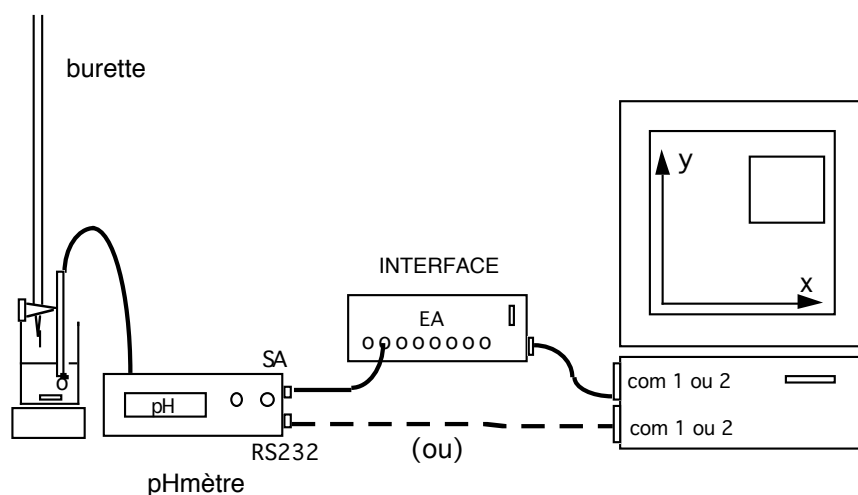 burette
y
INTERFACE
x
EA
SA
com 1 ou 2
pH
com 1 ou 2
(ou)
RS232
pHmètre